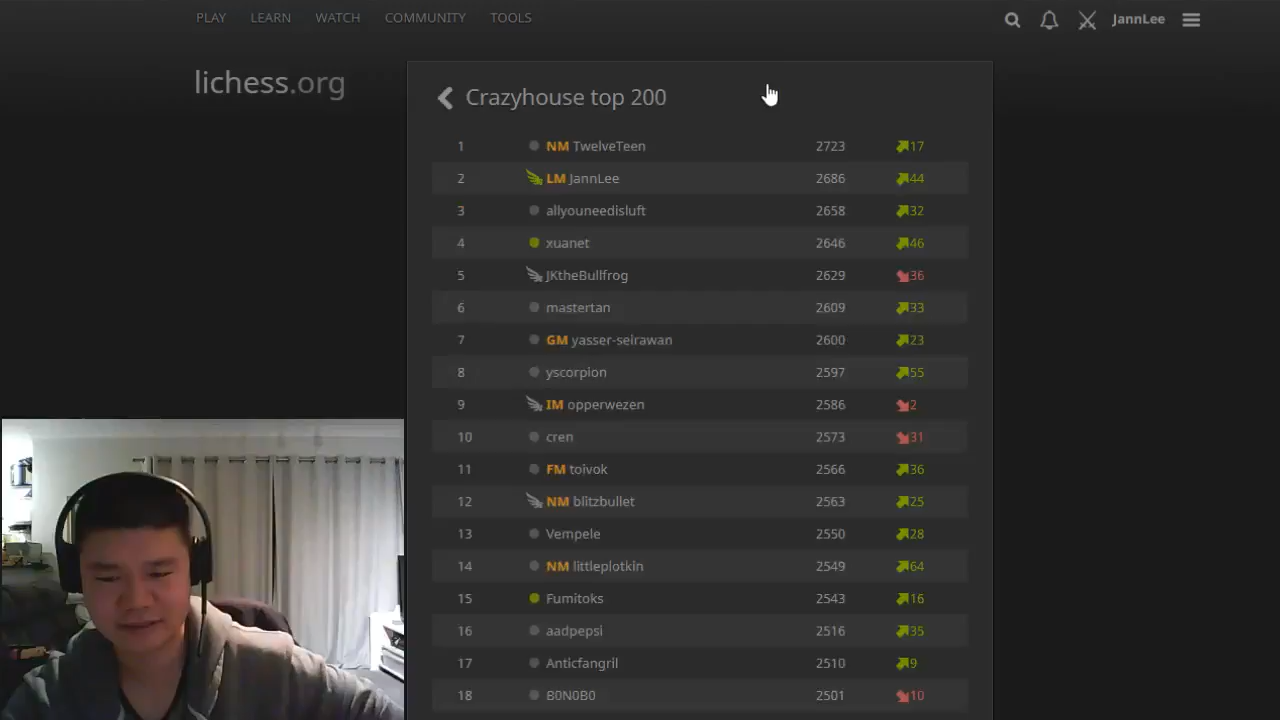 PLAY LEARN WATCH COMMUNITY TOOLS JannLee
lichess.org
Crazyhouse top 200
1 NM TwelveTeen 2723 17
2 LM JannLee 2686 44
3 allyouneedisluft 2658 32
4 xuanet 2646 46
5 JKtheBullfrog 2629 36
6 mastertan 2609 33
7 GM yasser-seirawan 2600 23
8 yscorpion 2597 55
9 IM opperwezen 2586 2
10 cren 2573 31
11 FM toivok 2566 36
12 NM blitzbullet 2563 25
13 Vempele 2550 28
14 NM littleplotkin 2549 64
15 Fumitoks 2543 16
16 aadpepsi 2516 35
17 Anticfangril 2510 9
18 B0N0B0 2501 10